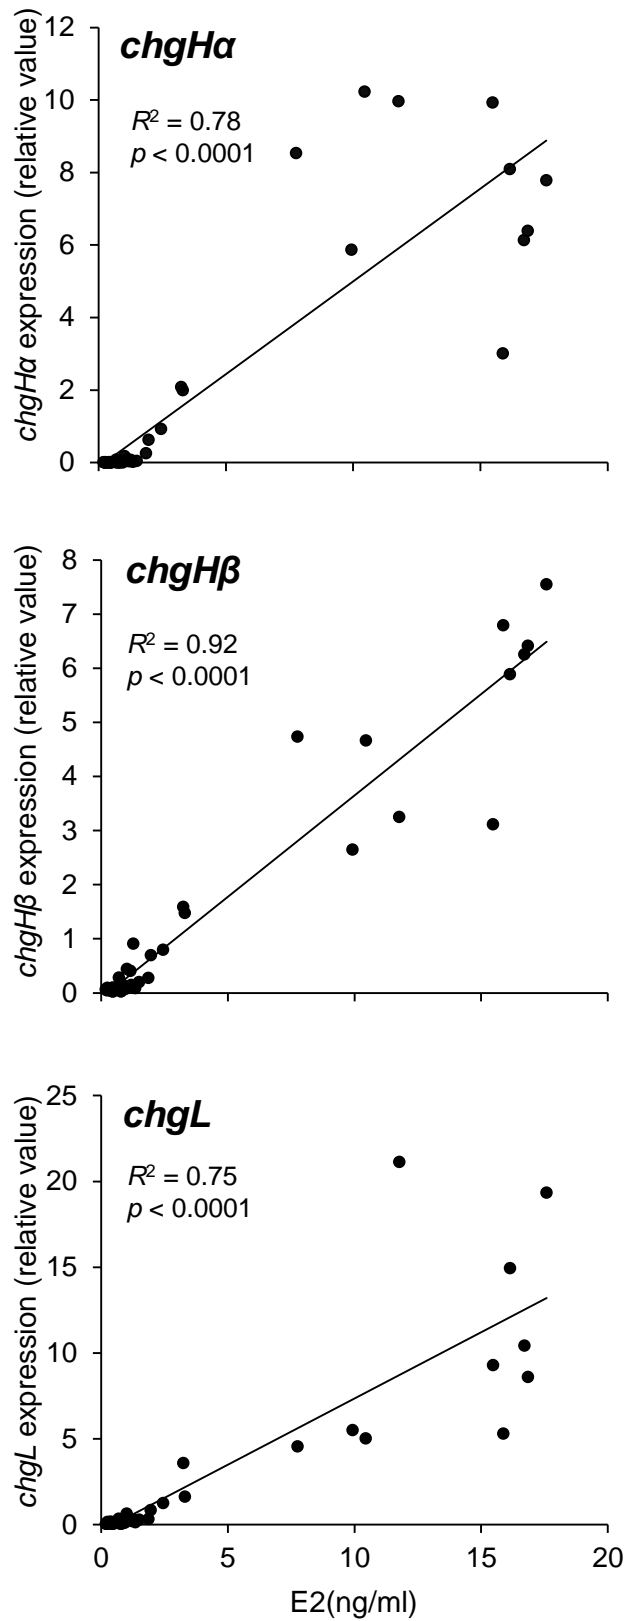 chgHα
R² = 0.78
p < 0.0001
chgHα expression (relative value)
12
10
8
6
4
2
0
chgHβ
R² = 0.92
p < 0.0001
chgHβ expression (relative value)
8
7
6
5
4
3
2
1
0
chgL
R² = 0.75
p < 0.0001
chgL expression (relative value)
25
20
15
10
5
0
0 5 10 15 20
E2(ng/ml)